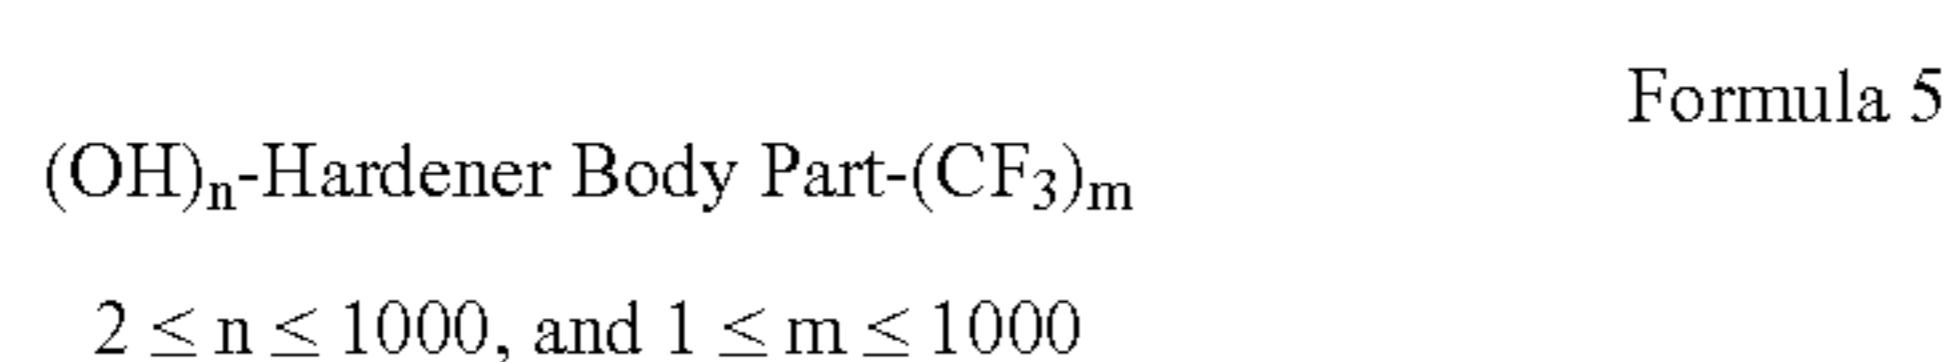 Formula 5
(OH)n-Hardener Body Part-(CF3)m
2 ≤ n ≤ 1000, and 1 ≤ m ≤ 1000